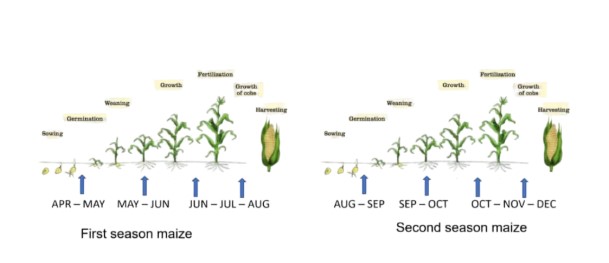 Fertilization
Growth
Growth
of cobs
Weaning
Harvesting
Germination
Sowing
APR – MAY
MAY – JUN
JUN – JUL – AUG
First season maize
Fertilization
Growth
Growth
of cobs
Weaning
Harvesting
Germination
Sowing
AUG – SEP
SEP – OCT
OCT – NOV – DEC
Second season maize